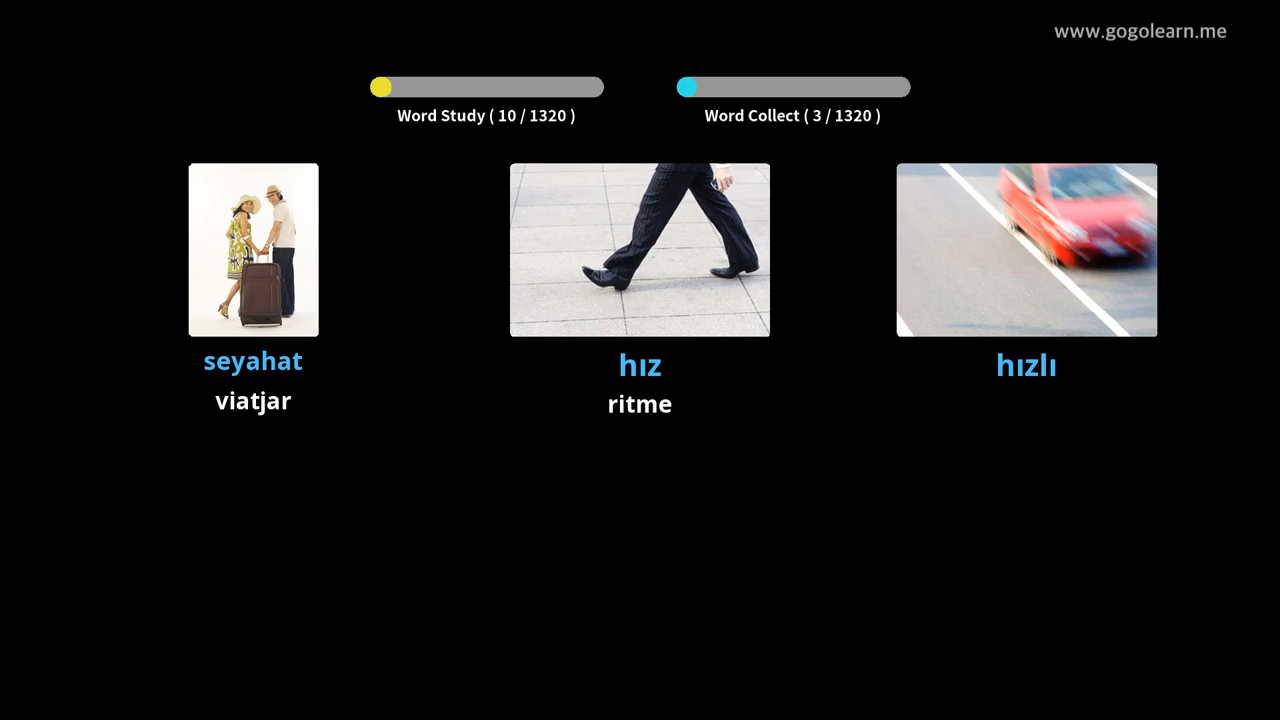 www.gogolearn.me
Word Study ( 10 / 1320 )
Word Collect ( 3 / 1320 )
seyahat
viatjar
hız
ritme
hızlı